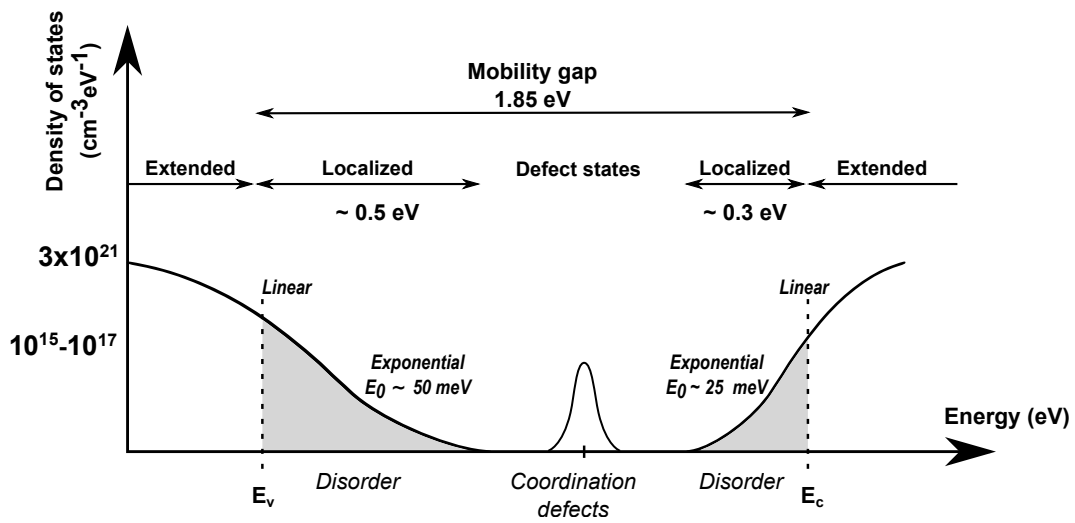 Density of states
(cm⁻³eV⁻¹)
Mobility gap
1.85 eV
Extended
Localized
Defect states
Localized
Extended
~ 0.5 eV
~ 0.3 eV
3x10²¹
Linear
Linear
10¹⁵-10¹⁷
Exponential
E₀ ~ 50 meV
Exponential
E₀ ~ 25 meV
Energy (eV)
Eᵥ
Disorder
Coordination
defects
Disorder
E꜀